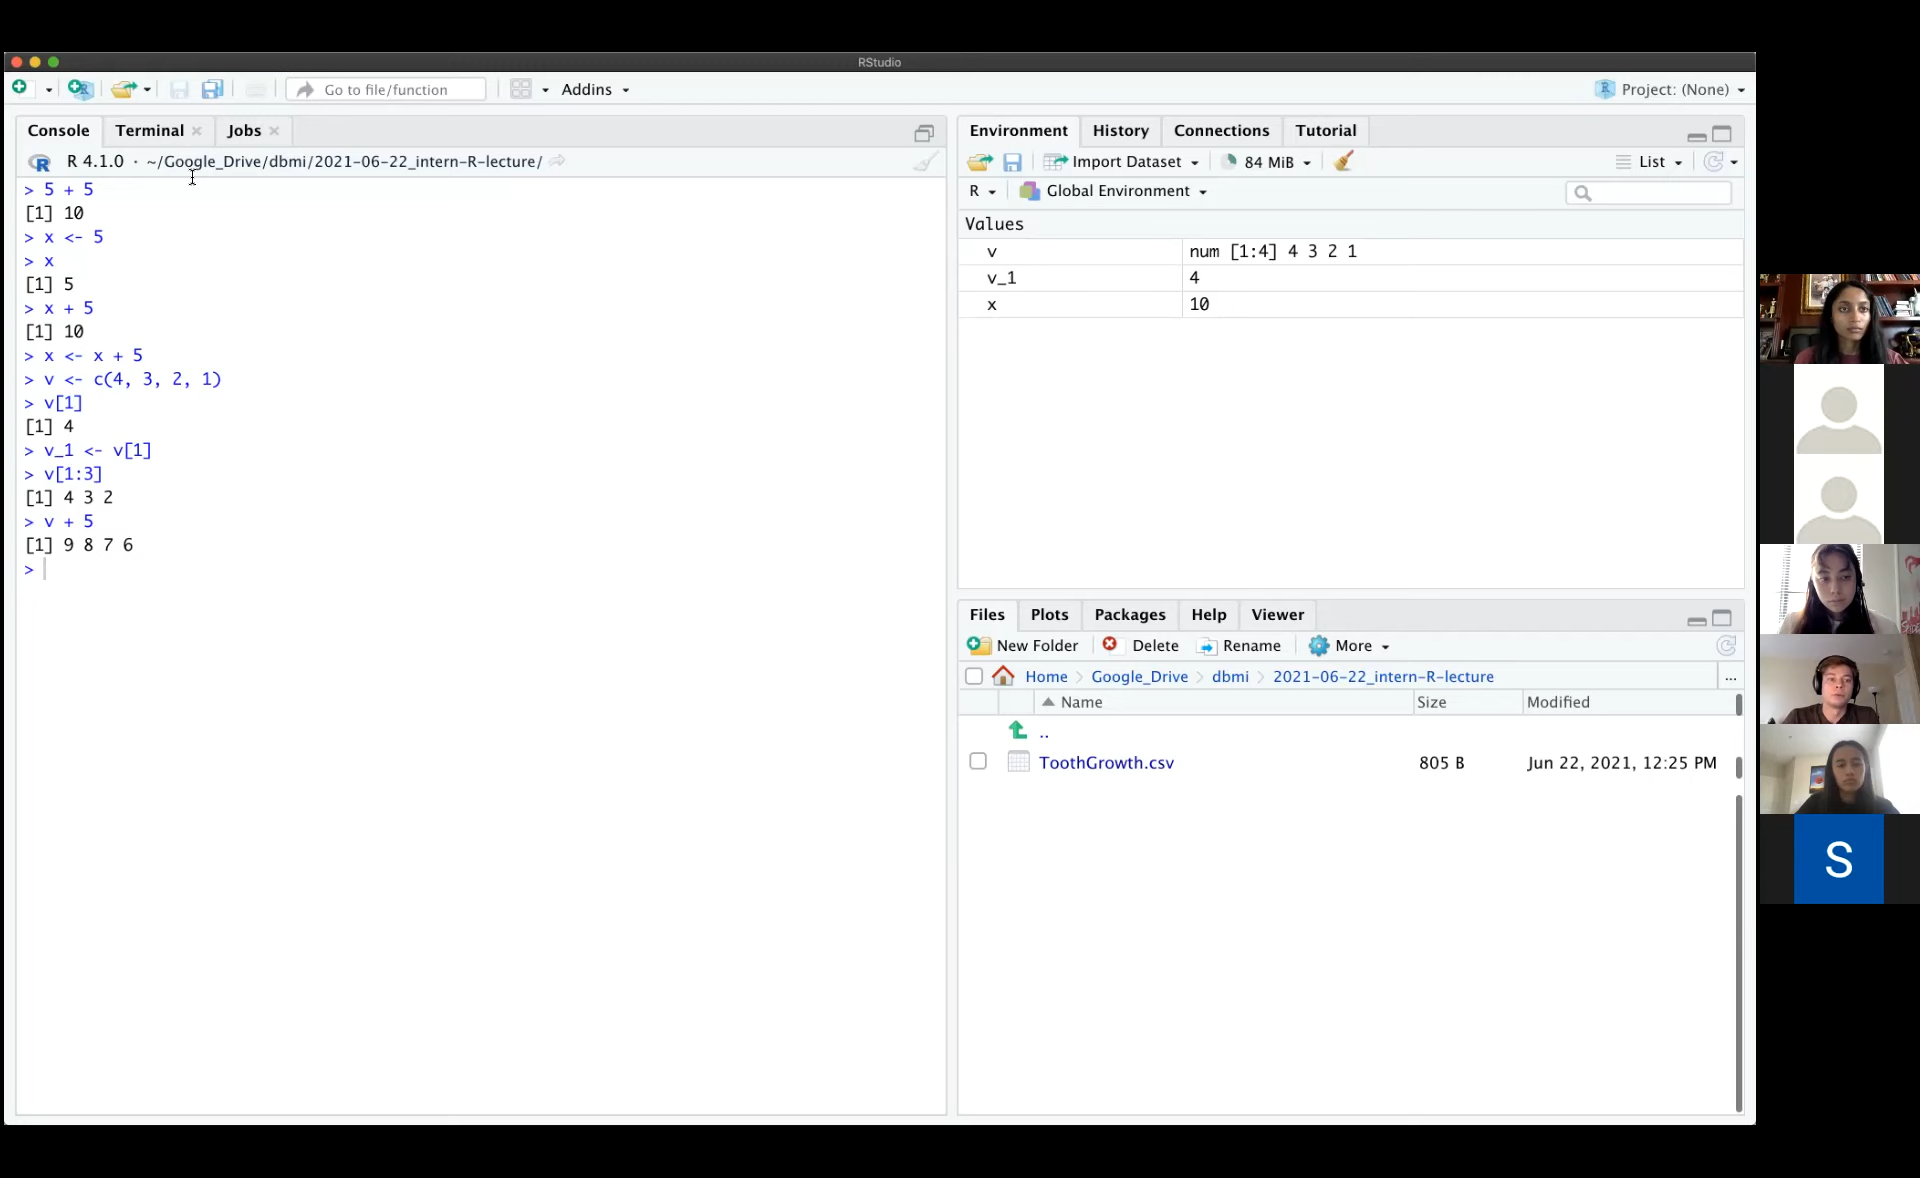 RStudio
Go to file/function
Addins
Project: (None)
Console Terminal Jobs
R 4.1.0 · ~/Google_Drive/dbmi/2021-06-22_intern-R-lecture/
> 5 + 5
[1] 10
> x <- 5
> x
[1] 5
> x + 5
[1] 10
> x <- x + 5
> v <- c(4, 3, 2, 1)
> v[1]
[1] 4
> v_1 <- v[1]
> v[1:3]
[1] 4 3 2
> v + 5
[1] 9 8 7 6
>
Environment History Connections Tutorial
Import Dataset 84 MiB List
R Global Environment
Values
v num [1:4] 4 3 2 1
v_1 4
x 10
Files Plots Packages Help Viewer
New Folder Delete Rename More
Home Google_Drive dbmi 2021-06-22_intern-R-lecture ...
Name Size Modified
..
ToothGrowth.csv 805 B Jun 22, 2021, 12:25 PM
S